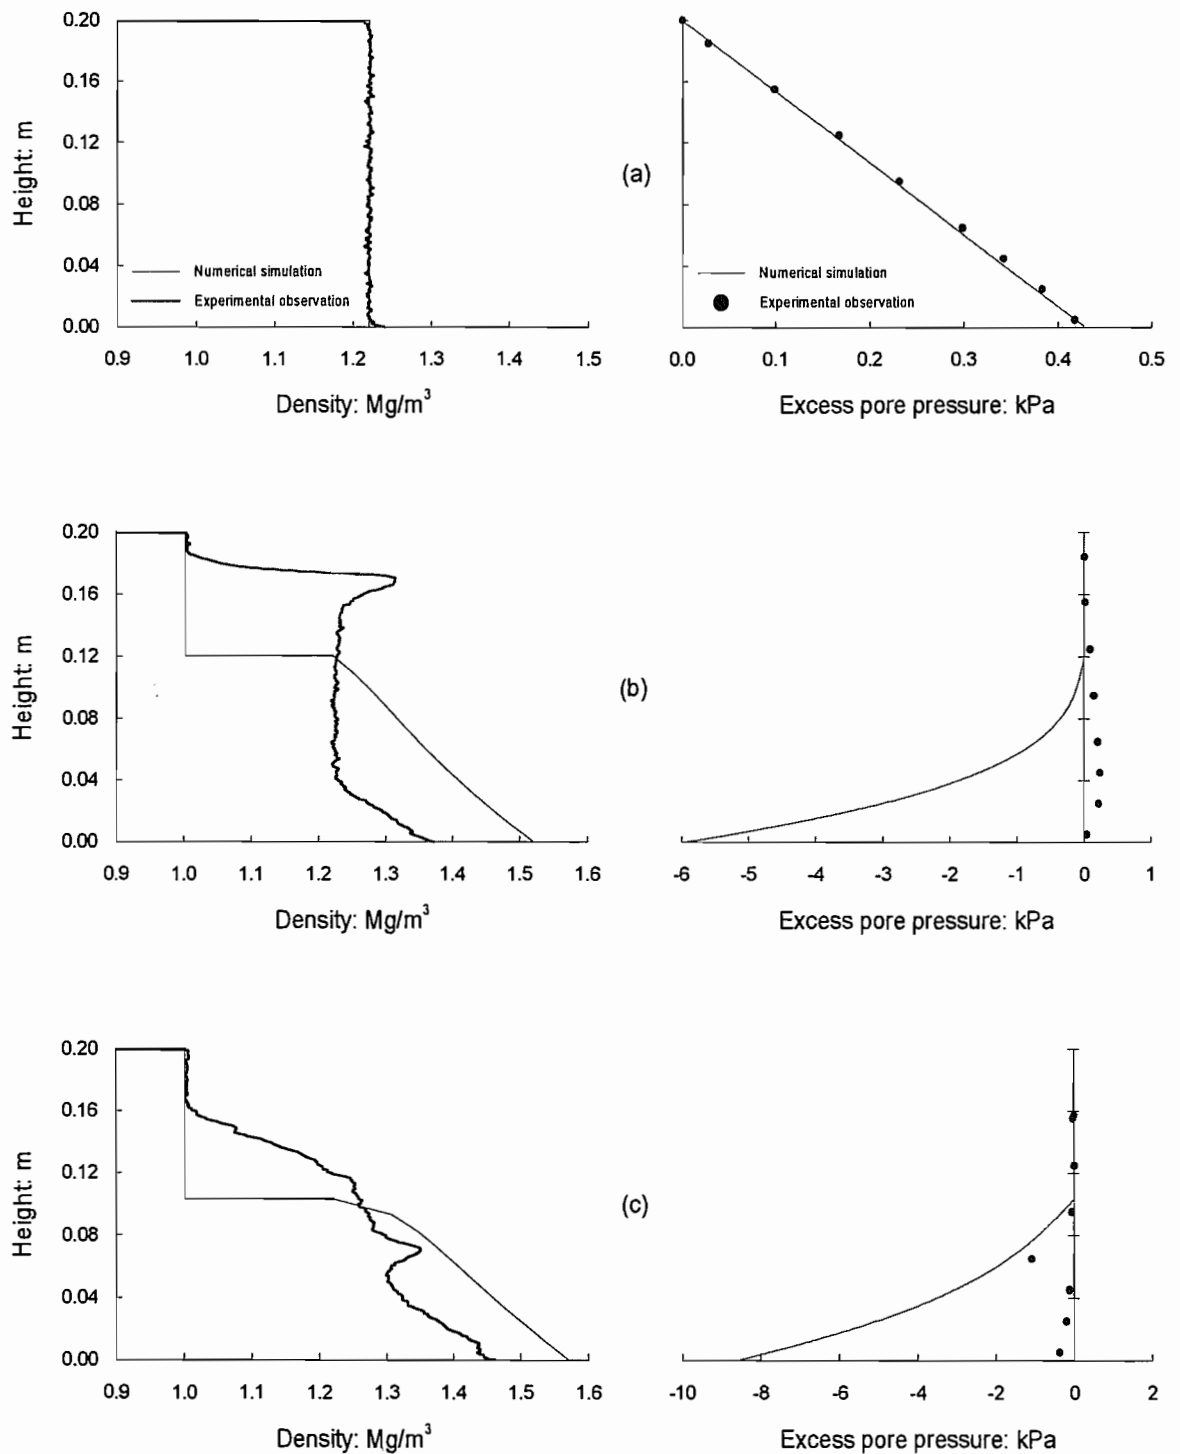 0.20
0.16
0.12
0.08
0.04
0.00
Height: m
Numerical simulation
Experimental observation
0.9 1.0 1.1 1.2 1.3 1.4 1.5
Density: Mg/m³
(a)
Numerical simulation
Experimental observation
0.0 0.1 0.2 0.3 0.4 0.5
Excess pore pressure: kPa
0.20
0.16
0.12
0.08
0.04
0.00
Height: m
0.9 1.0 1.1 1.2 1.3 1.4 1.5 1.6
Density: Mg/m³
(b)
-6 -5 -4 -3 -2 -1 0 1
Excess pore pressure: kPa
0.20
0.16
0.12
0.08
0.04
0.00
Height: m
0.9 1.0 1.1 1.2 1.3 1.4 1.5 1.6
Density: Mg/m³
(c)
-10 -8 -6 -4 -2 0 2
Excess pore pressure: kPa